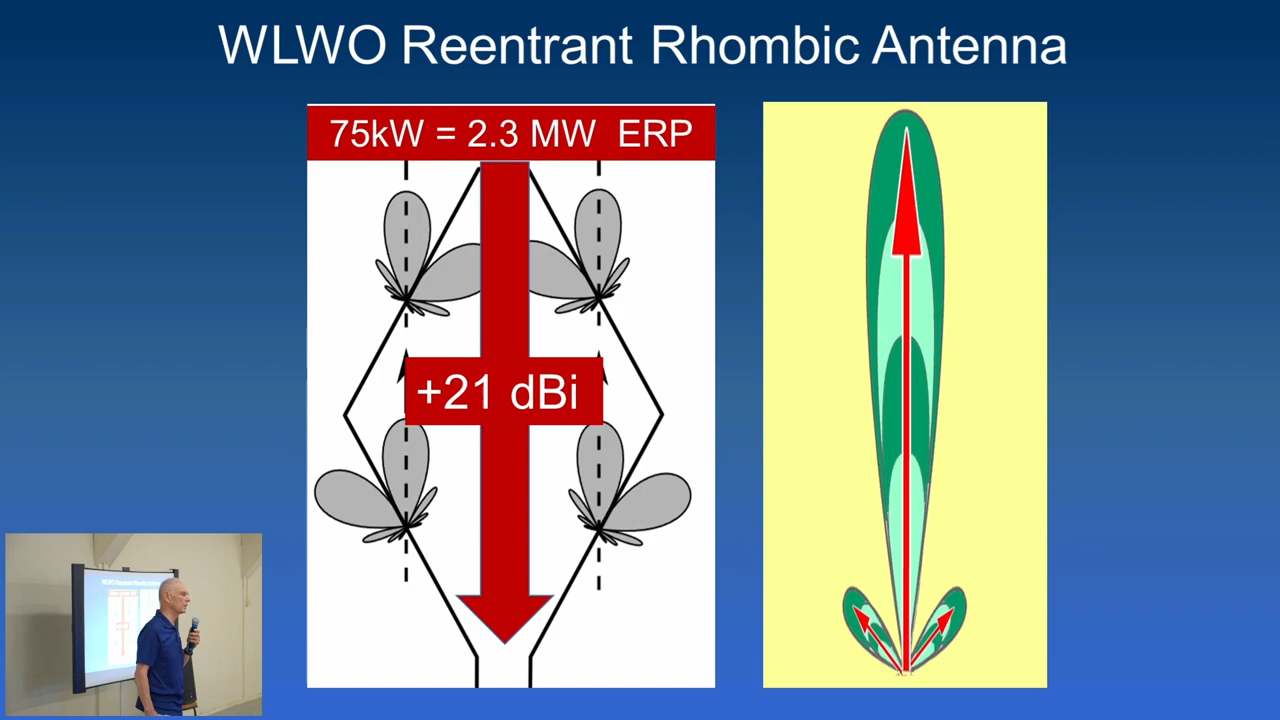 WLWO Reentrant Rhombic Antenna
75kW = 2.3 MW ERP
+21 dBi